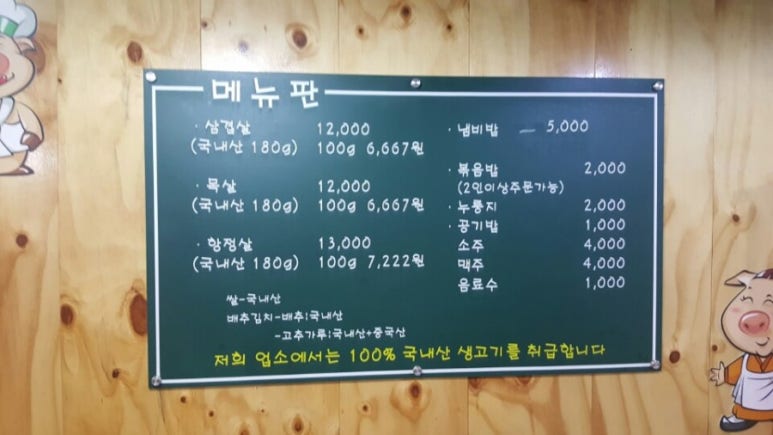 메뉴판
· 삼겹살 12,000
(국내산 180g) 100g 6,667원
· 목살 12,000
(국내산 180g) 100g 6,667원
· 항정살 13,000
(국내산 180g) 100g 7,222원
쌀-국내산
배추김치-배추:국내산
-고추가루:국내산+중국산
· 냄비밥 — 5,000
· 볶음밥 2,000
(2인이상주문가능)
· 누룽지 2,000
· 공기밥 1,000
소주 4,000
맥주 4,000
음료수 1,000
저희 업소에서는 100% 국내산 생고기를 취급합니다